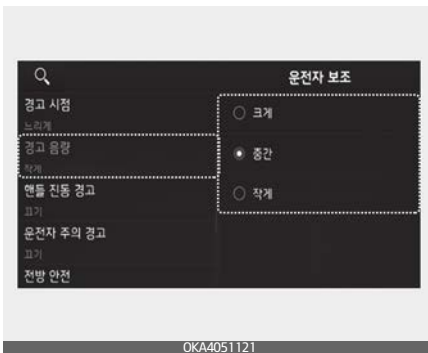 운전자 보조
경고 시점
느리게
경고 음량
작게
핸들 진동 경고
끄기
운전자 주의 경고
끄기
전방 안전
크게
중간
작게
OKA4051121